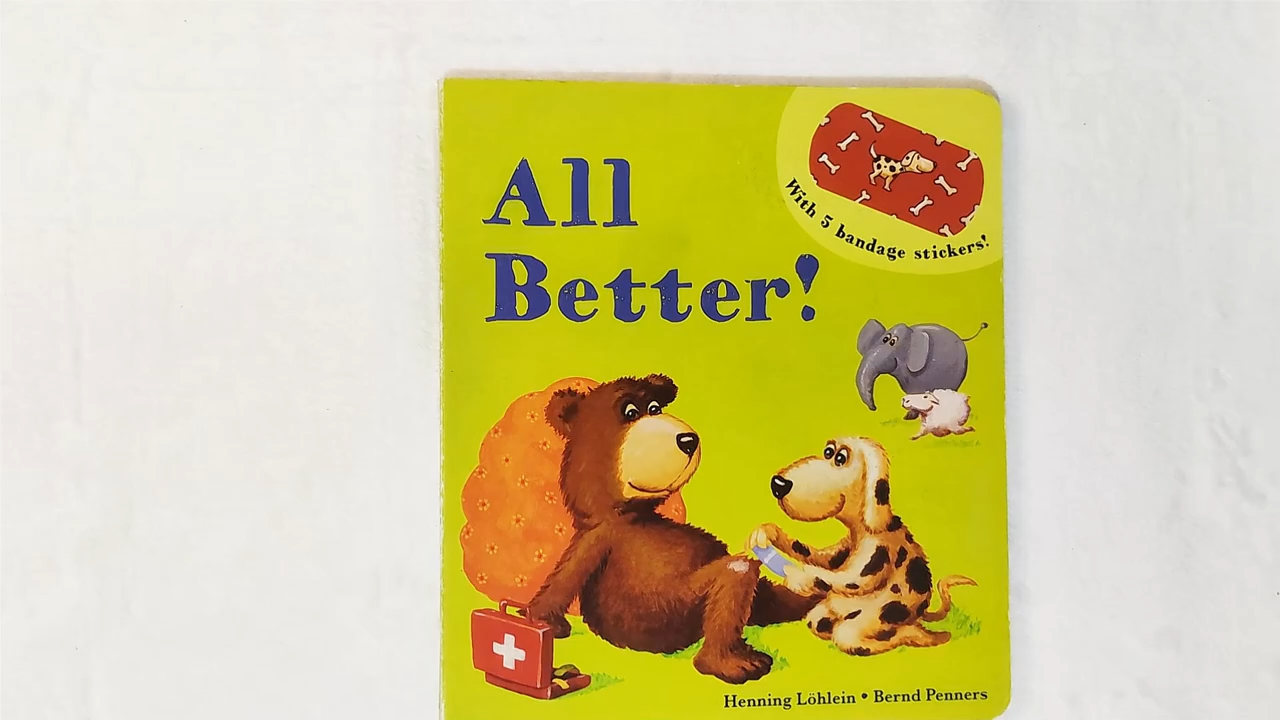 All
Better!
With 5 bandage stickers!
Henning Löhlein • Bernd Penners